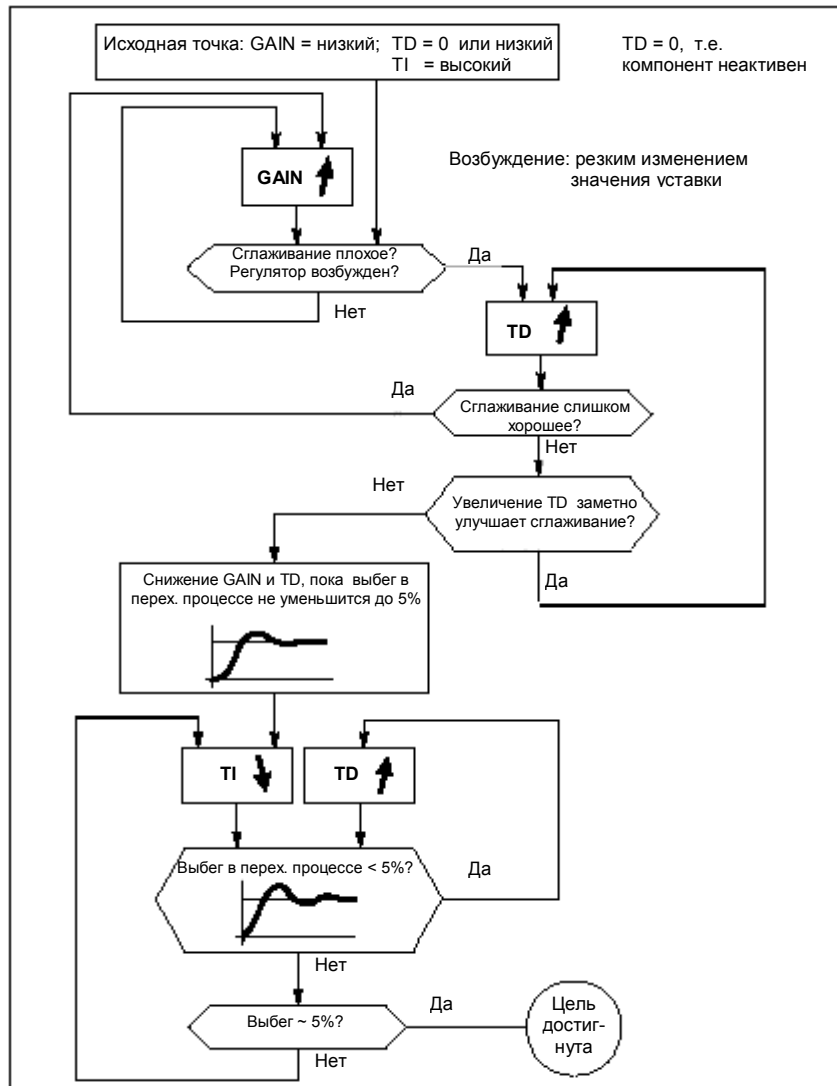 Исходная точка: GAIN = низкий; TD = 0 или низкий
TI = высокий
TD = 0, т.е.
компонент неактивен
GAIN
Возбуждение: резким изменением
значения уставки
Сглаживание плохое?
Регулятор возбужден?
Да
Нет
TD
Да
Сглаживание слишком
хорошее?
Нет
Нет
Увеличение TD заметно
улучшает сглаживание?
Да
Снижение GAIN и TD, пока выбег в
перех. процессе не уменьшится до 5%
TI
TD
Выбег в перех. процессе < 5%?
Да
Нет
Выбег ~ 5%?
Да
Нет
Цель
достиг-
нута